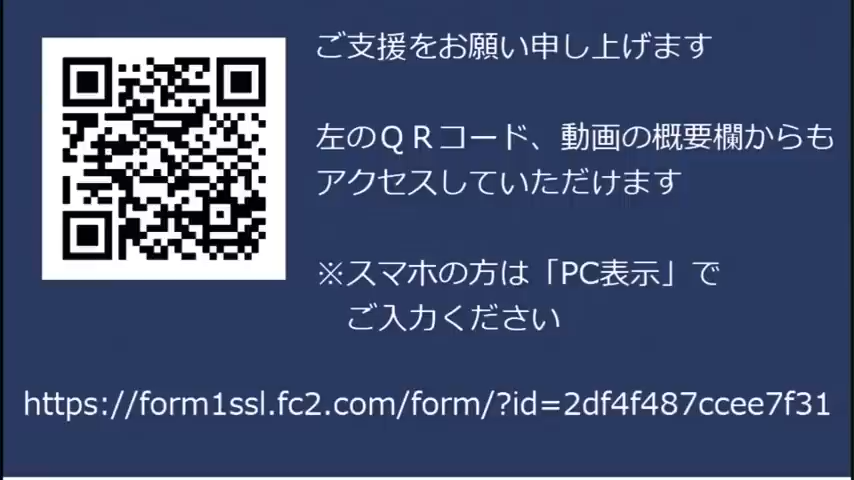 ご支援をお願い申し上げます
左のＱＲコード、動画の概要欄からも
アクセスしていただけます
※スマホの方は「PC表示」で
ご入力ください
https://form1ssl.fc2.com/form/?id=2df4f487ccee7f31